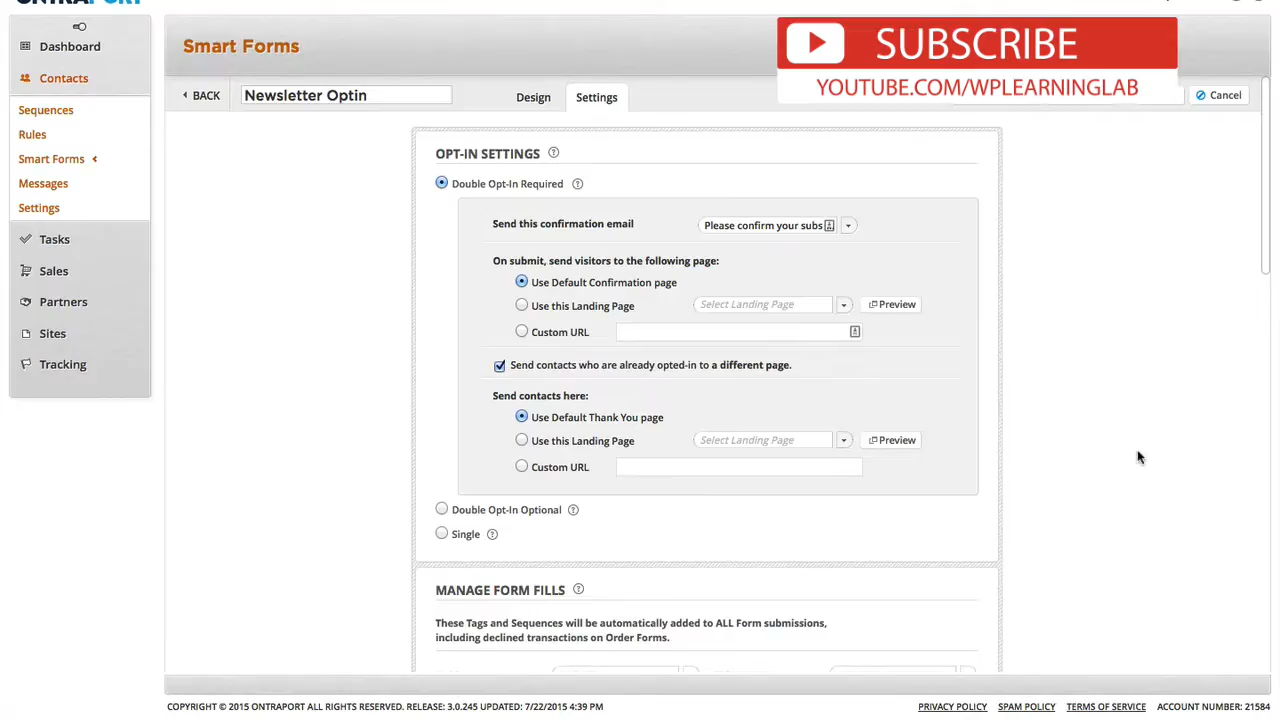 ONTRAPORT
Dashboard
Contacts
Sequences
Rules
Smart Forms
Messages
Settings
Tasks
Sales
Partners
Sites
Tracking
Smart Forms
SUBSCRIBE
YOUTUBE.COM/WPLEARNINGLAB
BACK
Newsletter Optin
Design
Settings
Cancel
OPT-IN SETTINGS ?
Double Opt-In Required ?
Send this confirmation email
Please confirm your subs
On submit, send visitors to the following page:
Use Default Confirmation page
Use this Landing Page Select Landing Page Preview
Custom URL
Send contacts who are already opted-in to a different page.
Send contacts here:
Use Default Thank You page
Use this Landing Page Select Landing Page Preview
Custom URL
Double Opt-In Optional ?
Single ?
MANAGE FORM FILLS ?
These Tags and Sequences will be automatically added to ALL Form submissions,
including declined transactions on Order Forms.
COPYRIGHT © 2015 ONTRAPORT ALL RIGHTS RESERVED. RELEASE: 3.0.245 UPDATED: 7/22/2015 4:39 PM
PRIVACY POLICY SPAM POLICY TERMS OF SERVICE ACCOUNT NUMBER: 21584